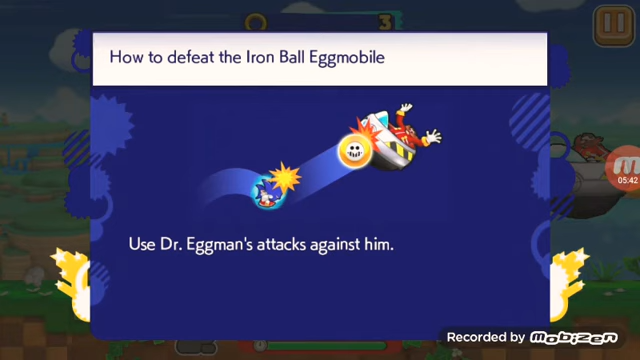 3
How to defeat the Iron Ball Eggmobile
05:42
Use Dr. Eggman's attacks against him.
Recorded by Mobizen